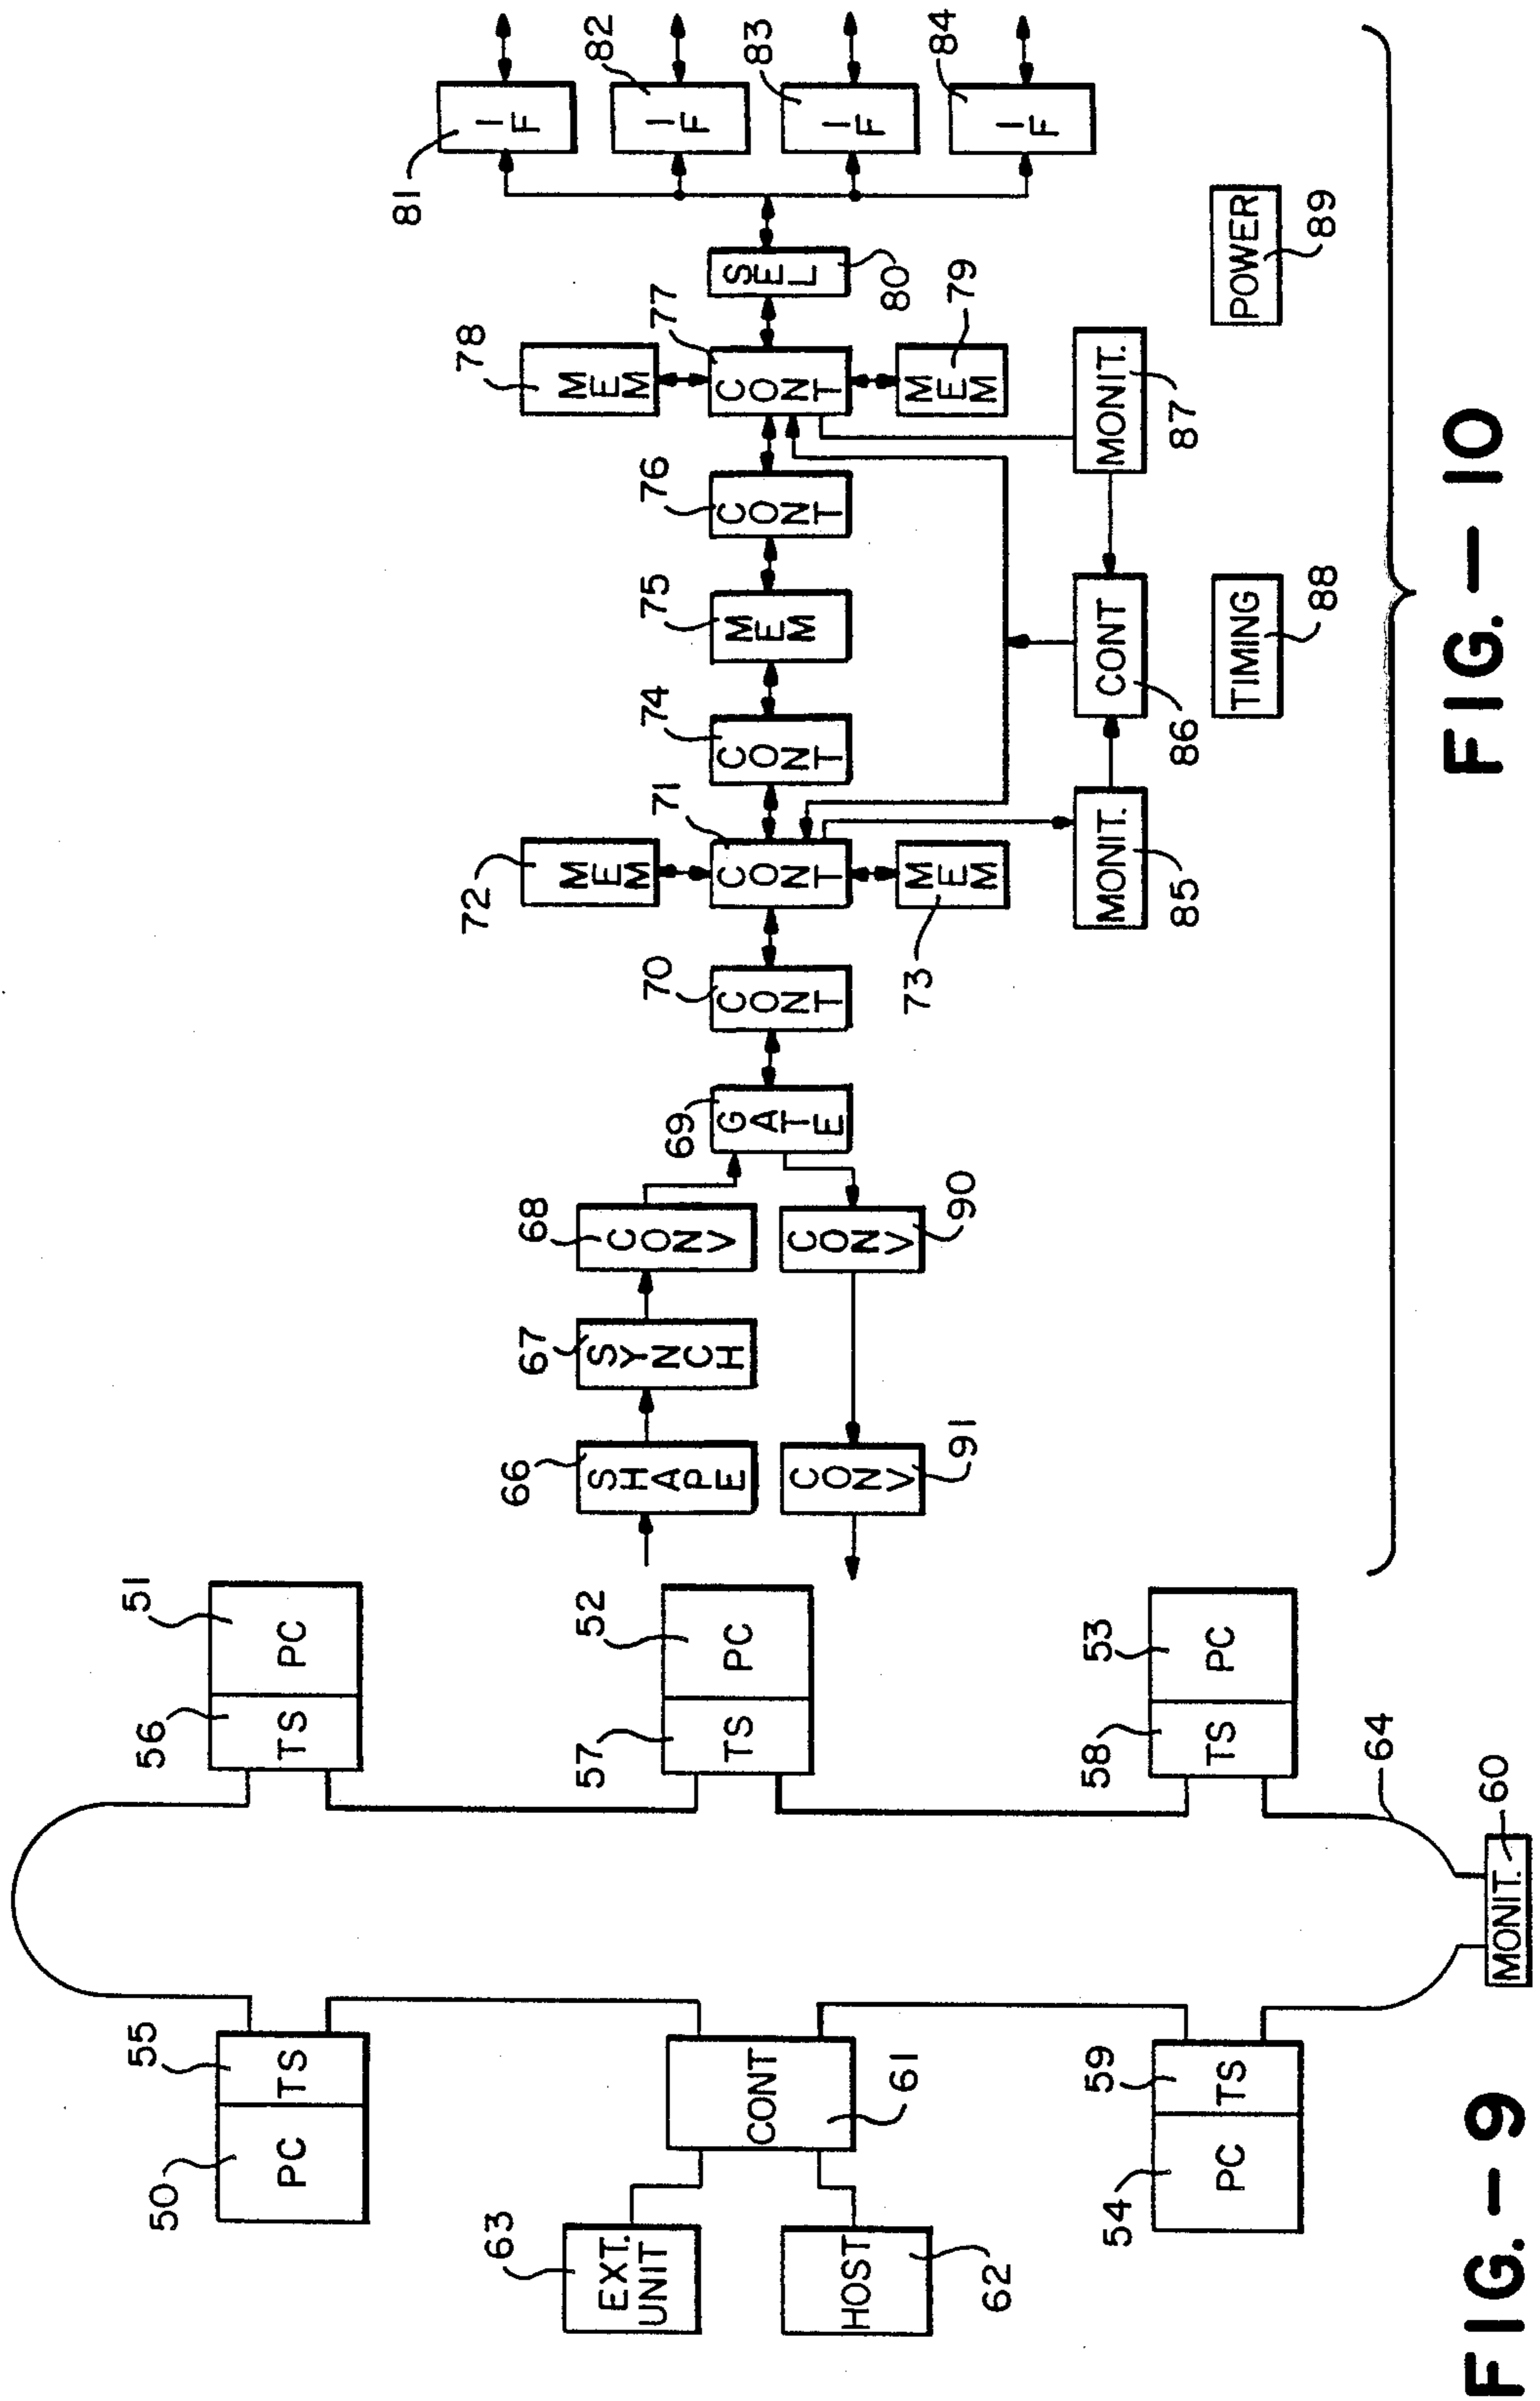 63
EXT.
UNIT
HOST
62
50
PC
TS
55
CONT
61
54
PC
TS
59
MONIT.
60
64
56
TS
PC
51
57
TS
PC
52
58
TS
PC
53
FIG.-9
66
SHAPE
67
SYNCH
68
CONV
CONV
91
CONV
90
69
GATE
70
CONT
72
MEM
71
CONT
MEM
73
74
CONT
75
MEM
76
CONT
78
MEM
77
CONT
MEM
79
SEL
80
81
IF
82
IF
83
IF
84
IF
MONIT.
85
CONT
86
MONIT.
87
TIMING
88
POWER
89
FIG.-10